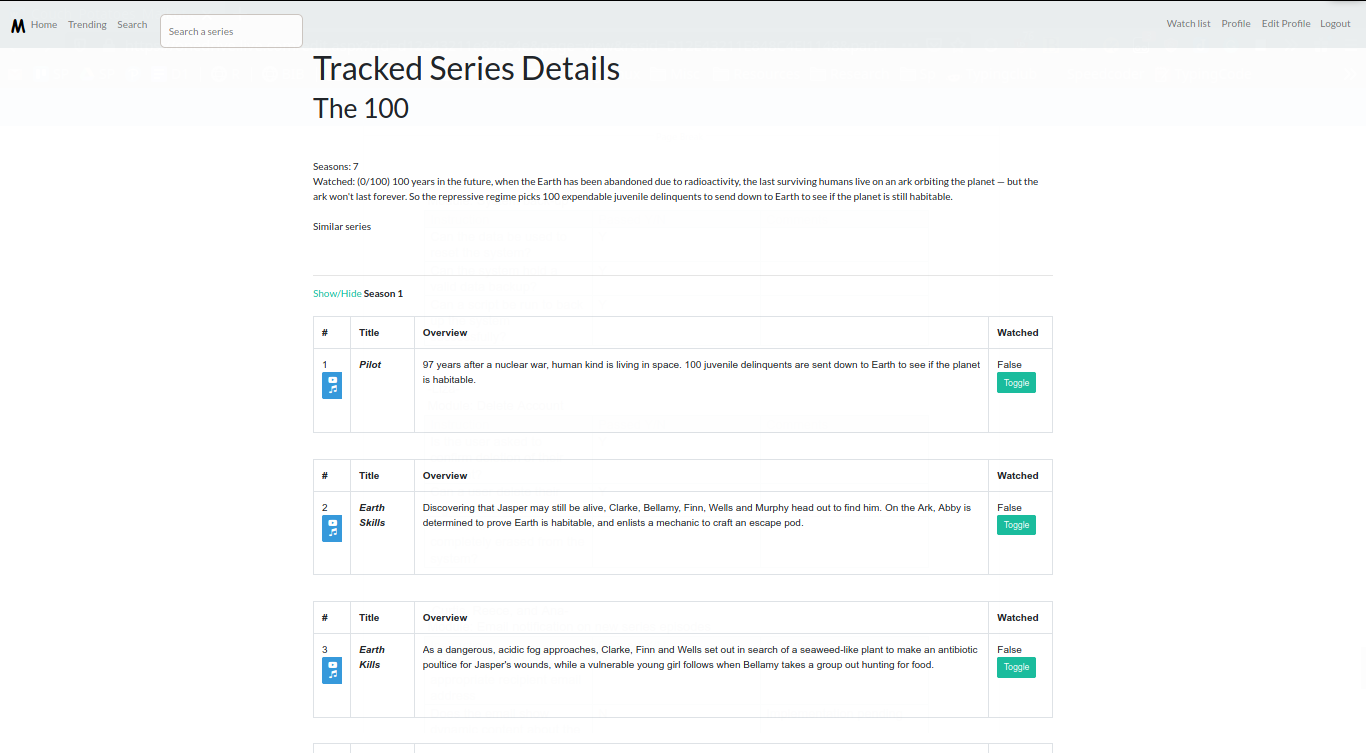 M Home Trending Search Search a series Watch list Profile Edit Profile Logout
Tracked Series Details
The 100
Seasons: 7
Watched: (0/100) 100 years in the future, when the Earth has been abandoned due to radioactivity, the last surviving humans live on an ark orbiting the planet — but the
ark won't last forever. So the repressive regime picks 100 expendable juvenile delinquents to send down to Earth to see if the planet is still habitable.
Similar series
Show/Hide Season 1
# Title Overview Watched
1 Pilot 97 years after a nuclear war, human kind is living in space. 100 juvenile delinquents are sent down to Earth to see if the planet False
is habitable. Toggle
# Title Overview Watched
2 Earth Discovering that Jasper may still be alive, Clarke, Bellamy, Finn, Wells and Murphy head out to find him. On the Ark, Abby is False
Skills determined to prove Earth is habitable, and enlists a mechanic to craft an escape pod. Toggle
# Title Overview Watched
3 Earth As a dangerous, acidic fog approaches, Clarke, Finn and Wells set out in search of a seaweed-like plant to make an antibiotic False
Kills poultice for Jasper's wounds, while a vulnerable young girl follows when Bellamy takes a group out hunting for food. Toggle